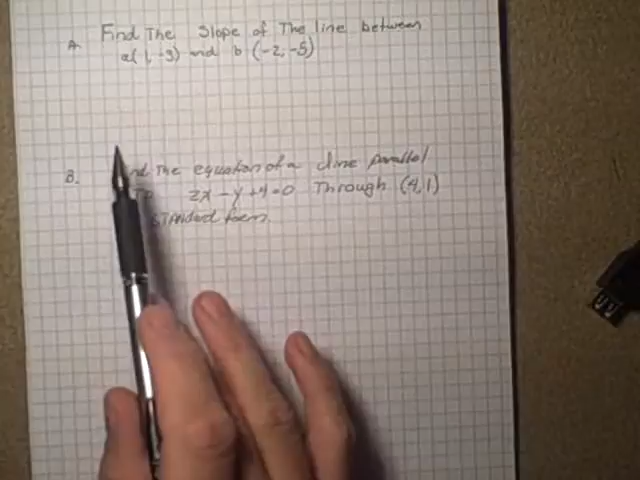 A. Find The Slope of The line between
a(1,-3) and b(-2,-5)
B. the equation of a line parallel
2x - y + 4 = 0 Through (4,1)
standard form.